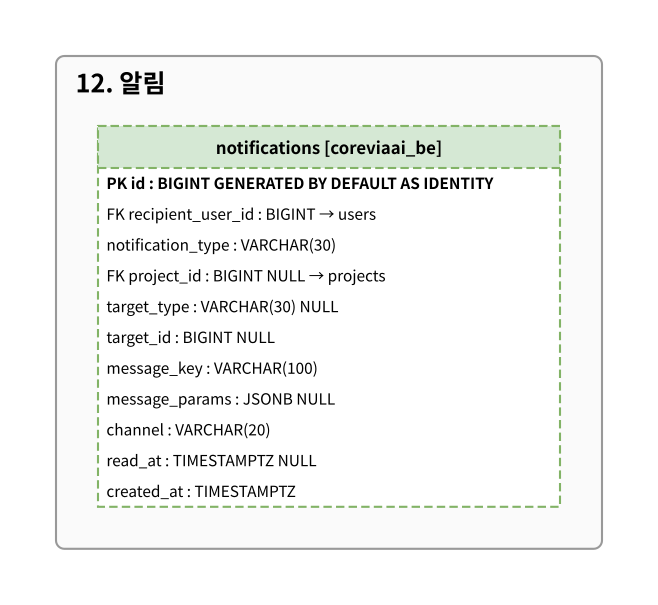 12. 알림
notifications [coreviaai_be]
PK id : BIGINT GENERATED BY DEFAULT AS IDENTITY
FK recipient_user_id : BIGINT → users
notification_type : VARCHAR(30)
FK project_id : BIGINT NULL → projects
target_type : VARCHAR(30) NULL
target_id : BIGINT NULL
message_key : VARCHAR(100)
message_params : JSONB NULL
channel : VARCHAR(20)
read_at : TIMESTAMPTZ NULL
created_at : TIMESTAMPTZ